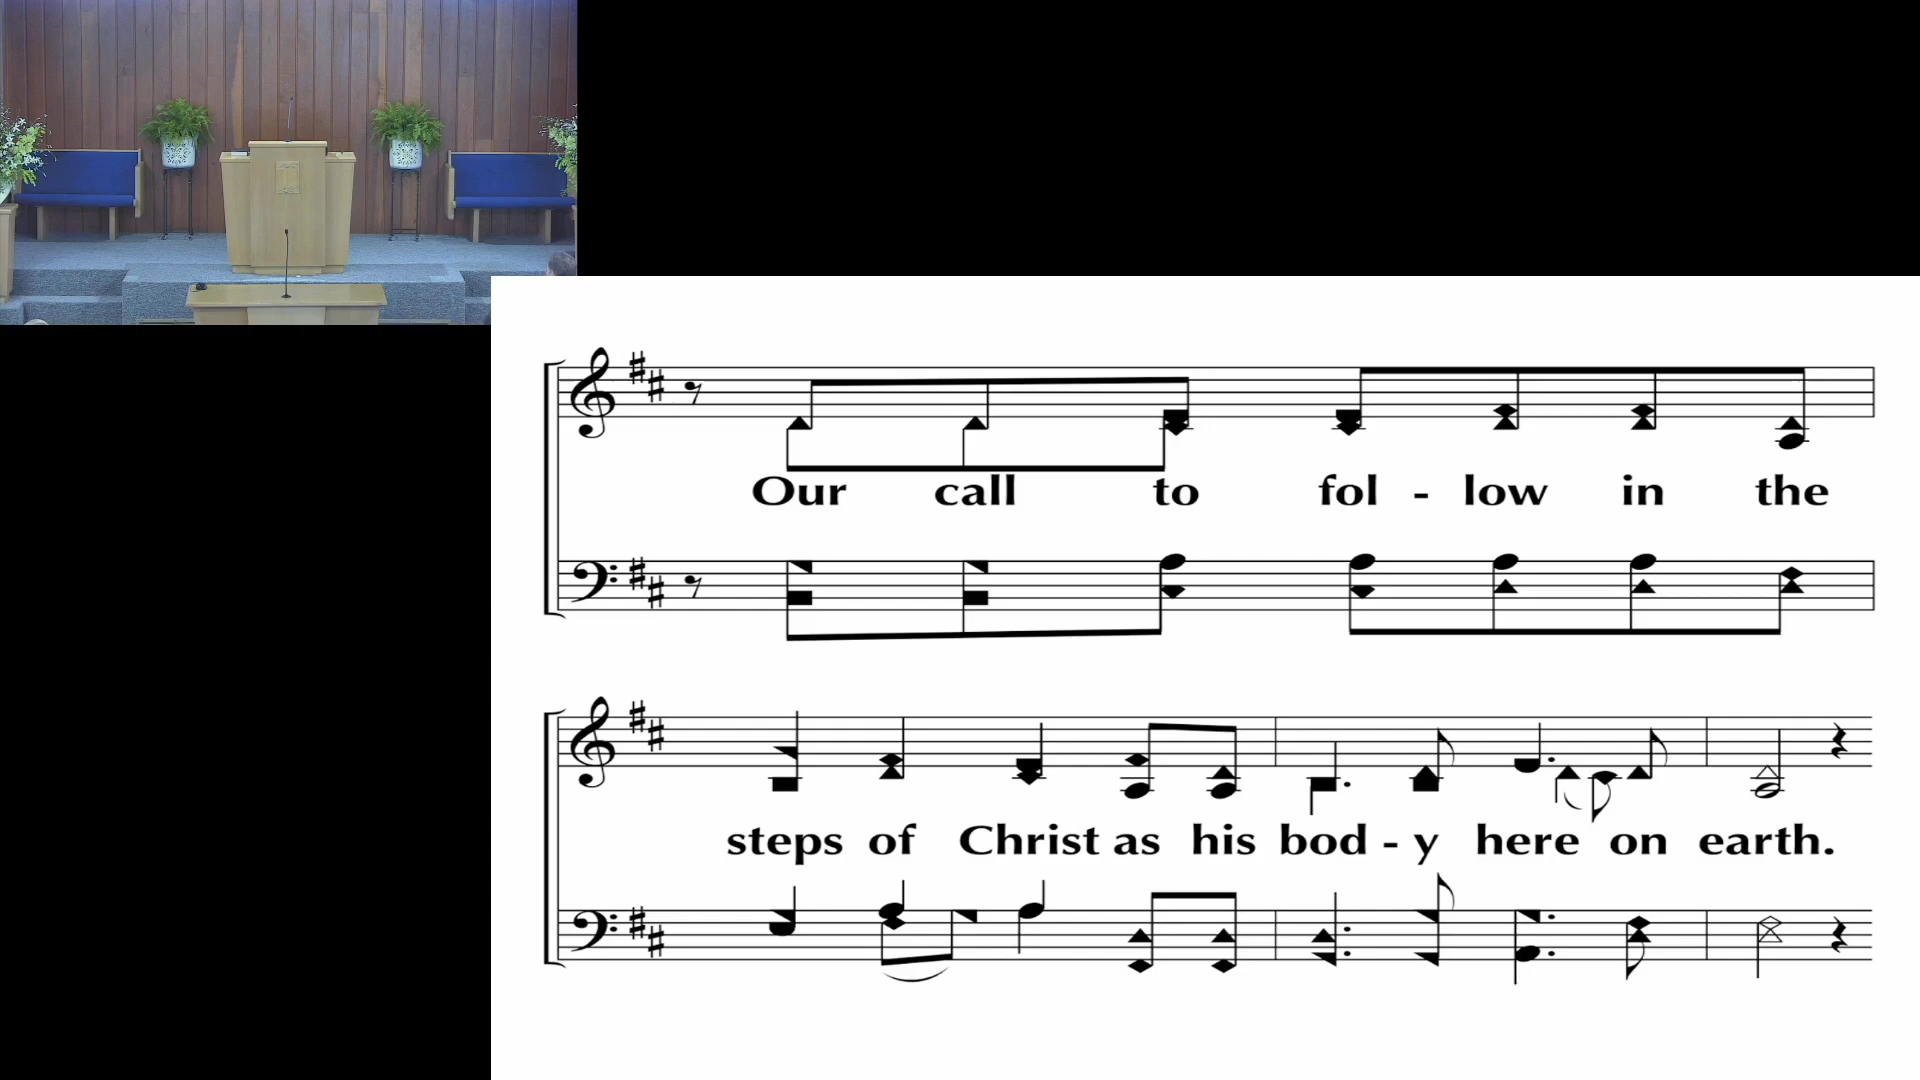 Our call to fol - low in the
steps of Christ as his bod - y here on earth.